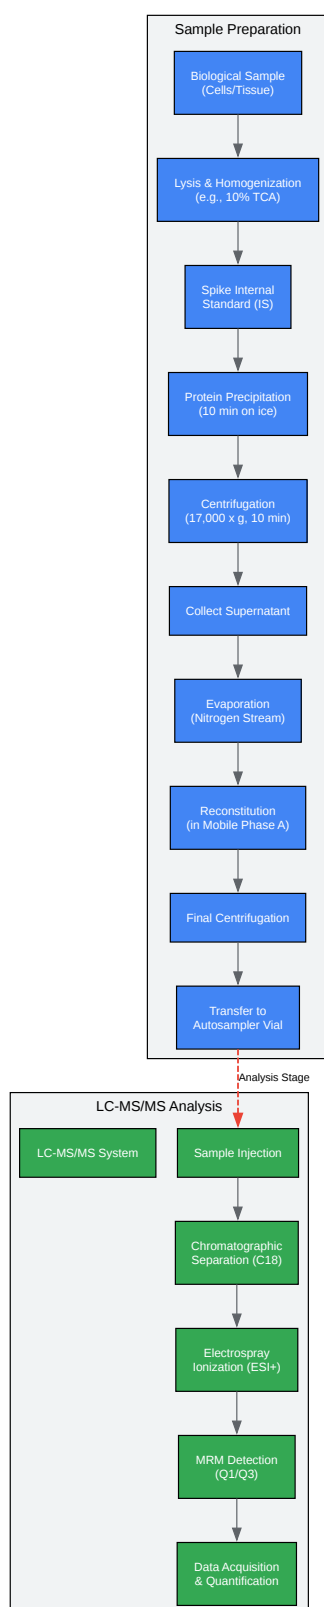 Sample Preparation
Biological Sample
(Cells/Tissue)
Lysis & Homogenization
(e.g., 10% TCA)
Spike Internal
Standard (IS)
Protein Precipitation
(10 min on ice)
Centrifugation
(17,000 x g, 10 min)
Collect Supernatant
Evaporation
(Nitrogen Stream)
Reconstitution
(in Mobile Phase A)
Final Centrifugation
Transfer to
Autosampler Vial
Analysis Stage
LC-MS/MS Analysis
LC-MS/MS System
Sample Injection
Chromatographic
Separation (C18)
Electrospray
Ionization (ESI+)
MRM Detection
(Q1/Q3)
Data Acquisition
& Quantification